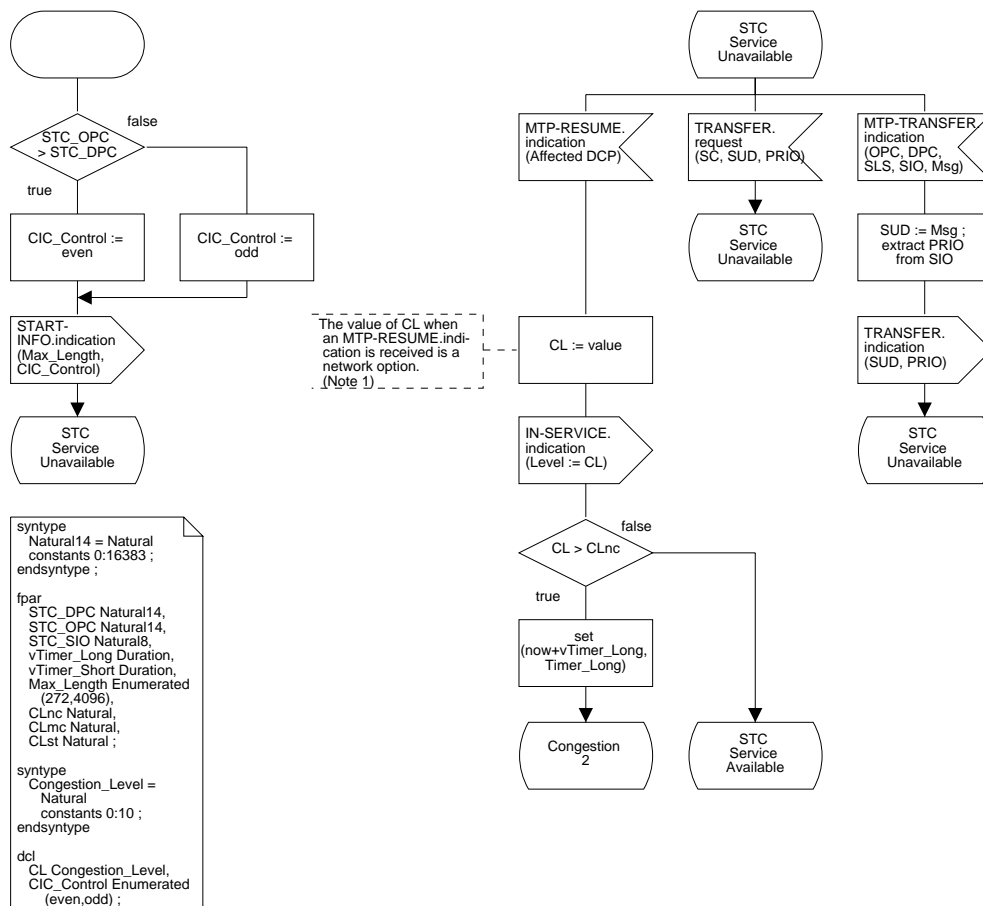 STC_OPC
> STC_DPC
false
true
CIC_Control :=
even
CIC_Control :=
odd
START-
INFO.indication
(Max_Length,
CIC_Control)
STC
Service
Unavailable
syntype
Natural14 = Natural
constants 0:16383 ;
endsyntype ;
fpar
STC_DPC Natural14,
STC_OPC Natural14,
STC_SIO Natural8,
vTimer_Long Duration,
vTimer_Short Duration,
Max_Length Enumerated
(272,4096),
CLnc Natural,
CLmc Natural,
CLst Natural ;
syntype
Congestion_Level =
Natural
constants 0:10 ;
endsyntype
dcl
CL Congestion_Level,
CIC_Control Enumerated
(even,odd) ;
STC
Service
Unavailable
MTP-RESUME.
indication
(Affected DCP)
The value of CL when
an MTP-RESUME.indi-
cation is received is a
network option.
(Note 1)
CL := value
IN-SERVICE.
indication
(Level := CL)
CL > CLnc
false
true
set
(now+vTimer_Long,
Timer_Long)
Congestion
2
STC
Service
Available
TRANSFER.
request
(SC, SUD, PRIO)
STC
Service
Unavailable
MTP-TRANSFER.
indication
(OPC, DPC,
SLS, SIO, Msg)
SUD := Msg ;
extract PRIO
from SIO
TRANSFER.
indication
(SUD, PRIO)
STC
Service
Unavailable